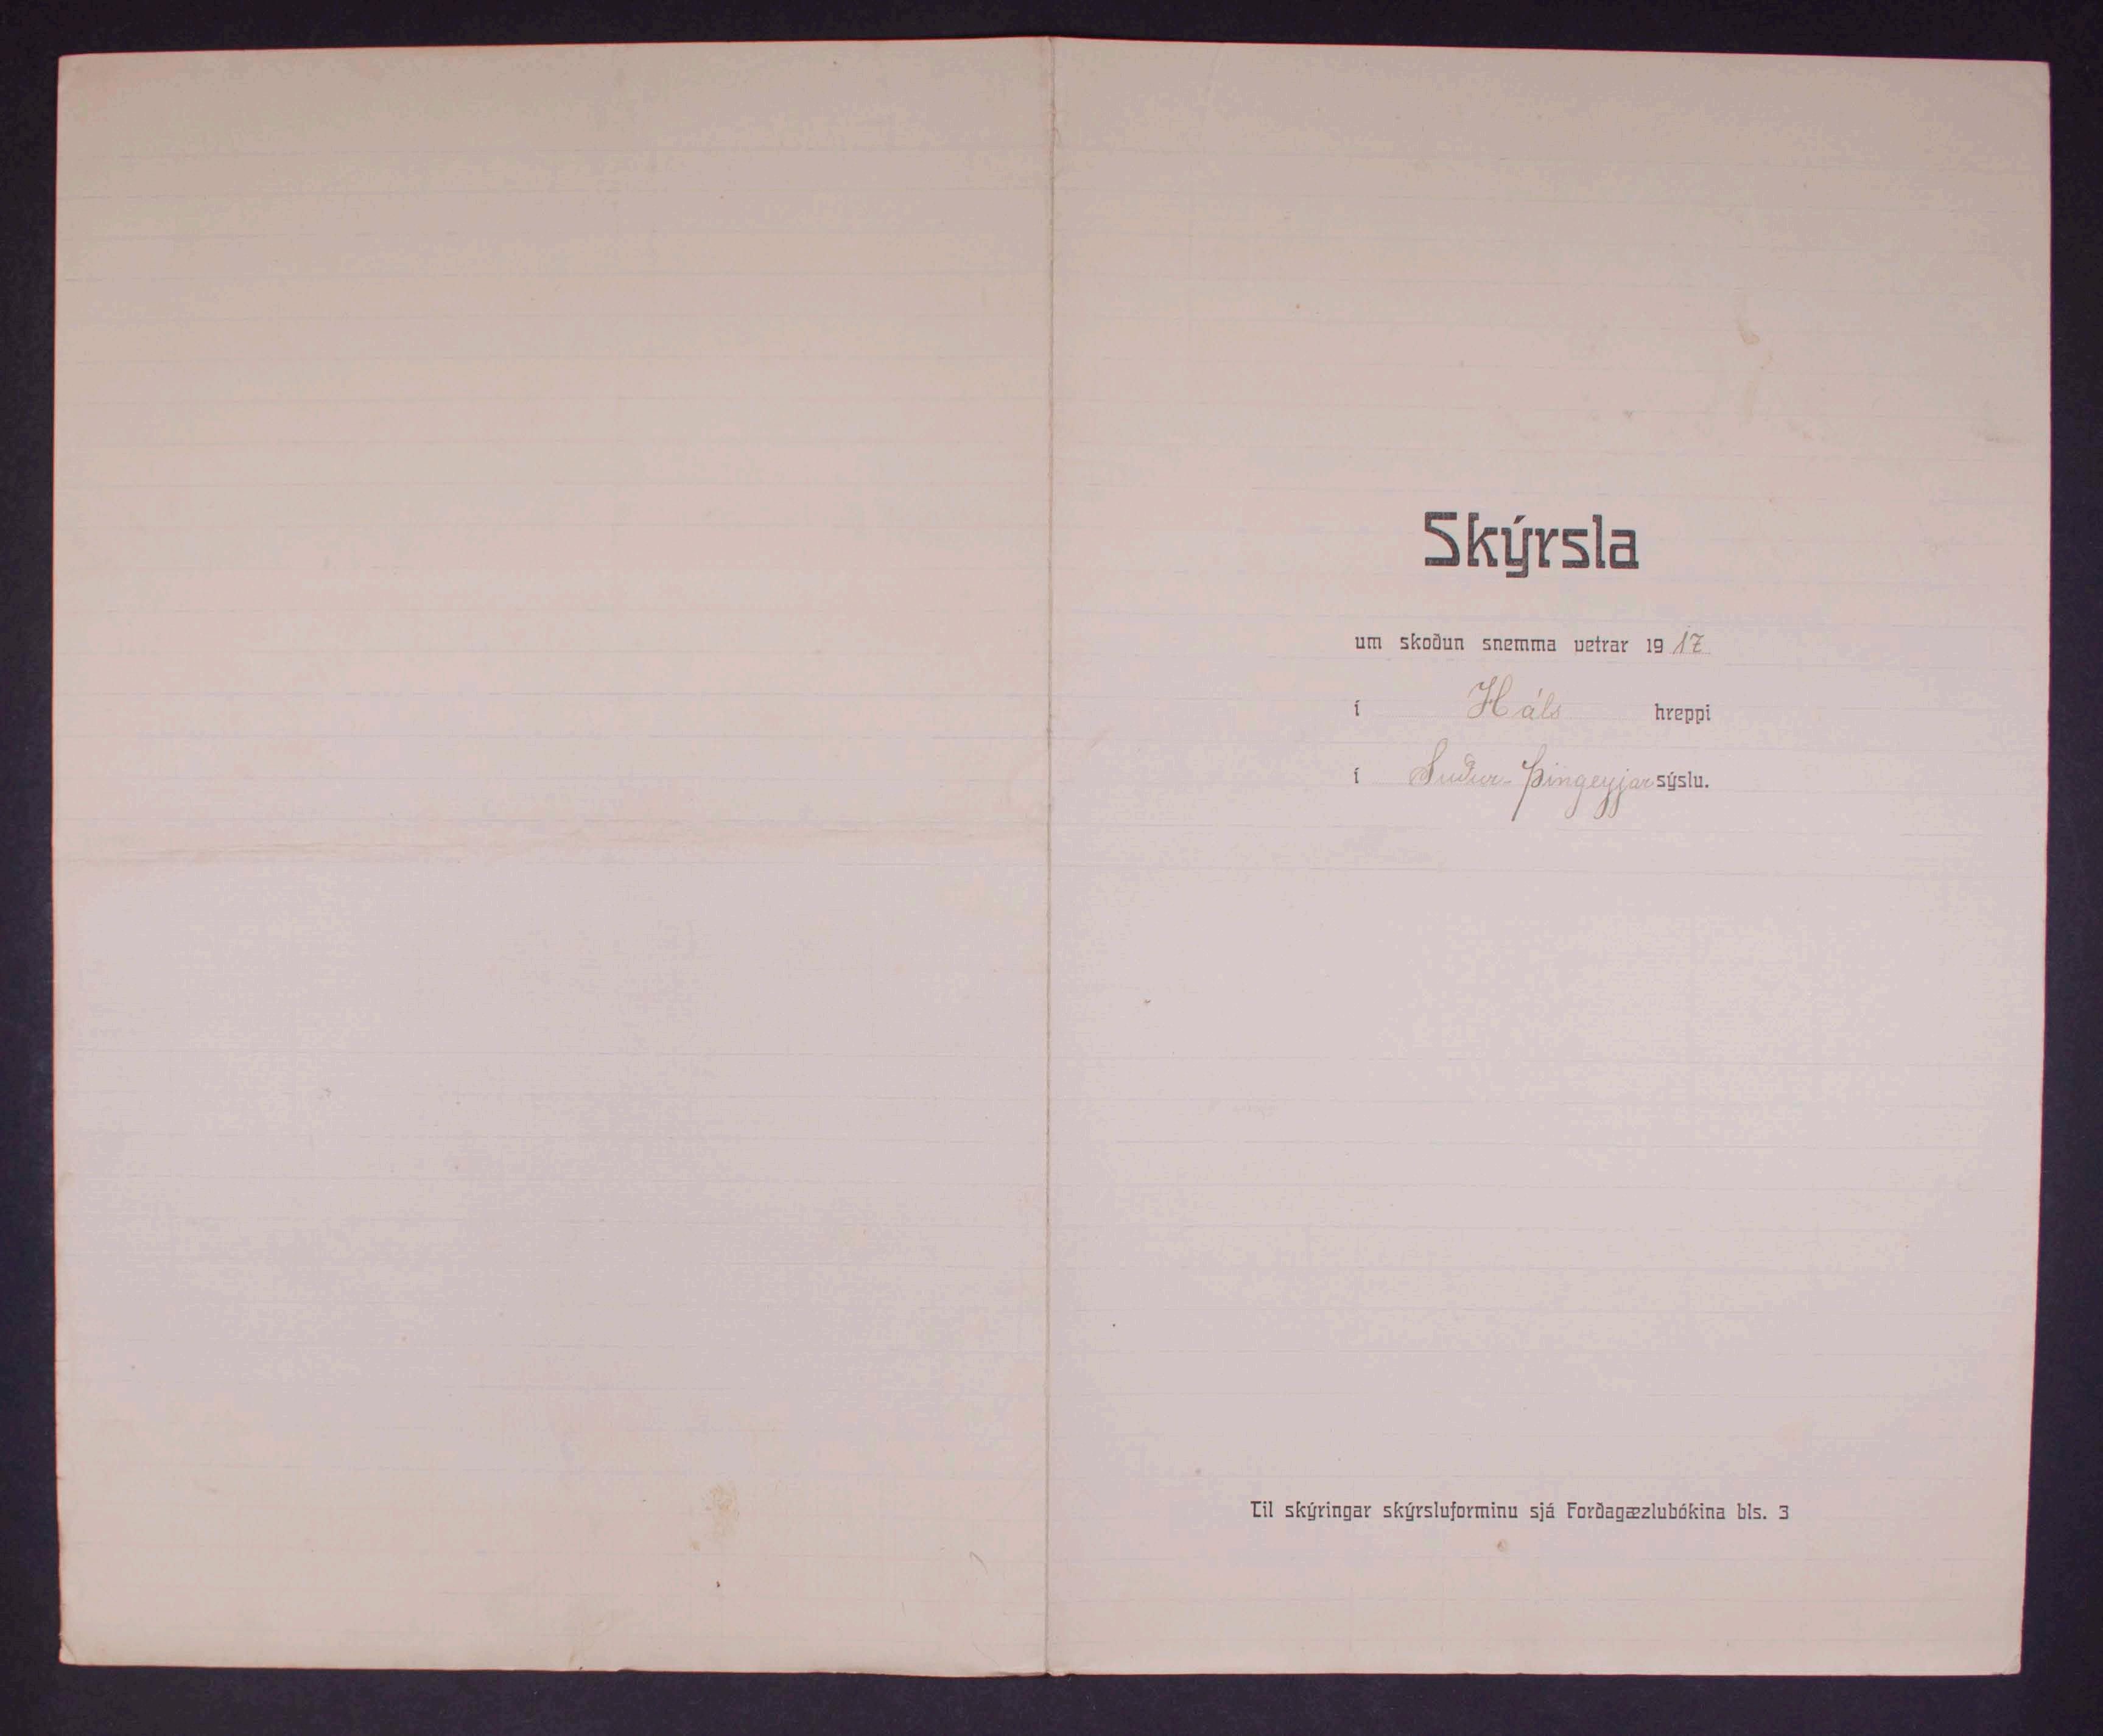 Skýrsla
um skoðun snemma vetrar 1917
í Háls hreppi
í Suður-Þingeyjarsýslu.
Til skýringar skýrsluforminu sjá Forðagæzlubókina bls. 3